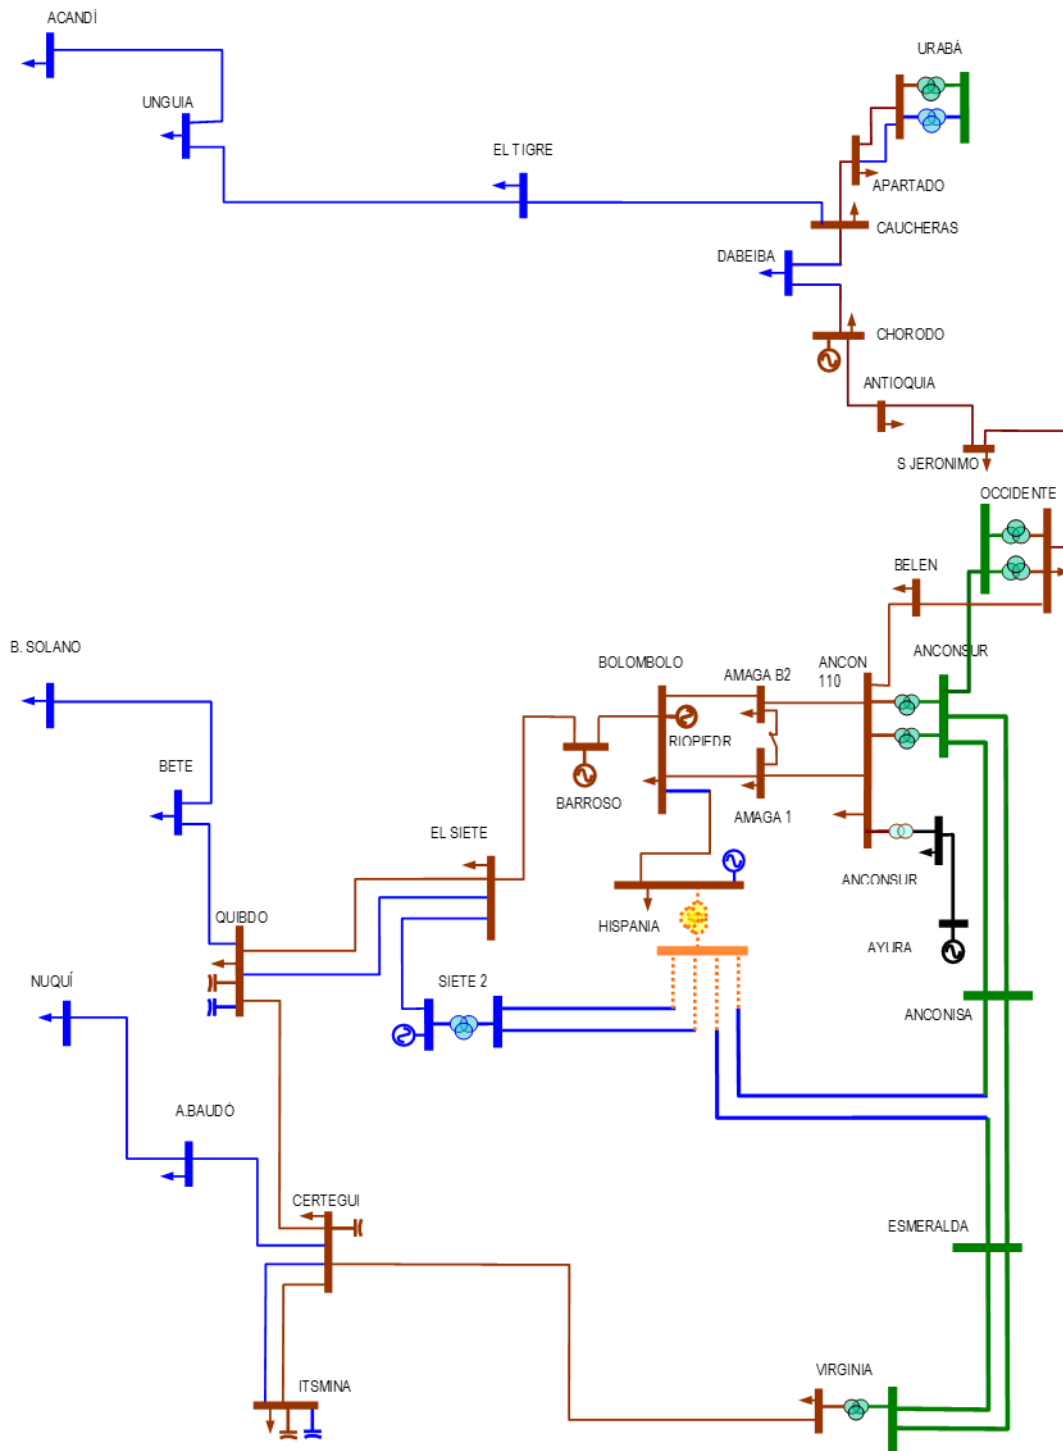 ACANDÍ
URABÁ
UNGUIA
EL TIGRE
APARTADO
CAUCHERAS
DABEIBA
CHORODO
ANTIOQUIA
S.JERONIMO
OCCIDENTE
BELEN
B. SOLANO
ANCONSUR
BOLOMBOLO
AMAGA B2
ANCON
110
RIOPIEDR
BETE
BARROSO
AMAGA 1
EL SIETE
ANCONSUR
QUIBDO
HISPANIA
AYURA
NUQUÍ
SIETE 2
ANCONISA
A.BAUDÓ
CERTEGUI
ESMERALDA
VIRGINIA
ITSMINA